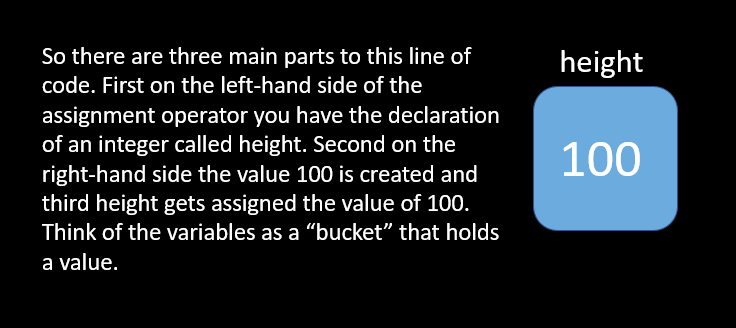 So there are three main parts to this line of
code. First on the left-hand side of the
assignment operator you have the declaration
of an integer called height. Second on the
right-hand side the value 100 is created and
third height gets assigned the value of 100.
Think of the variables as a “bucket” that holds
a value.
height
100